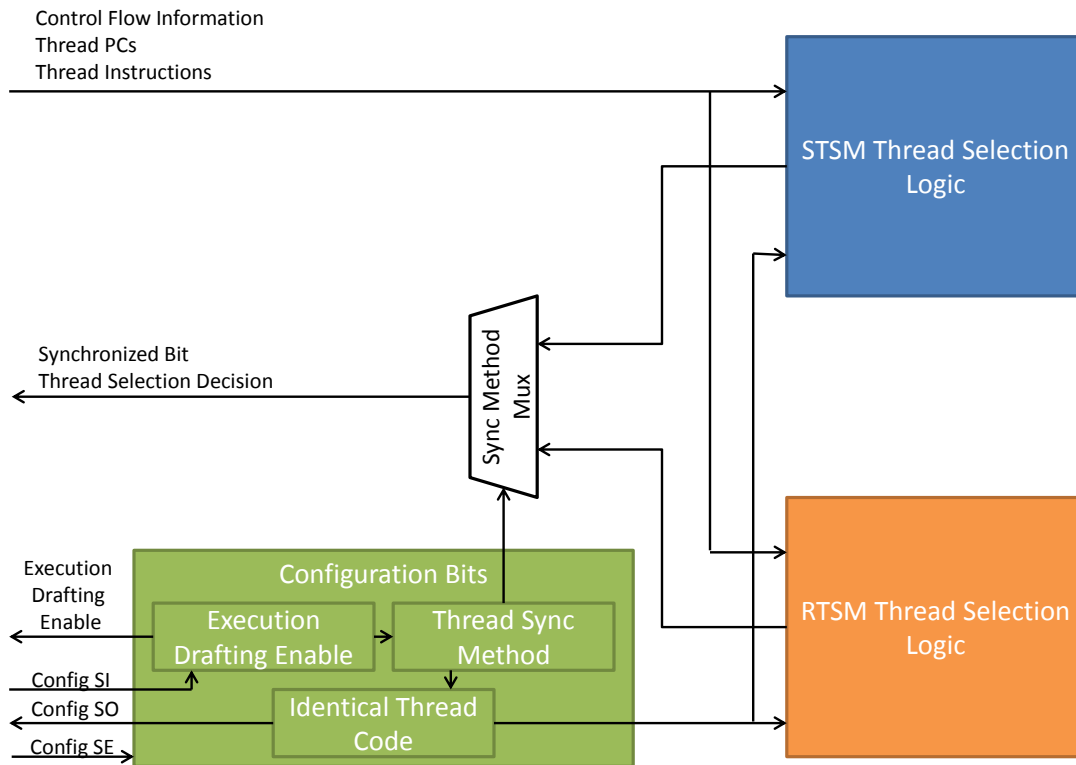 Control Flow Information
Thread PCs
Thread Instructions
STSM Thread Selection
Logic
Sync Method
Mux
Synchronized Bit
Thread Selection Decision
Configuration Bits
Execution
Drafting
Enable
Execution
Drafting Enable
Thread Sync
Method
RTSM Thread Selection
Logic
Config SI
Config SO
Config SE
Identical Thread
Code